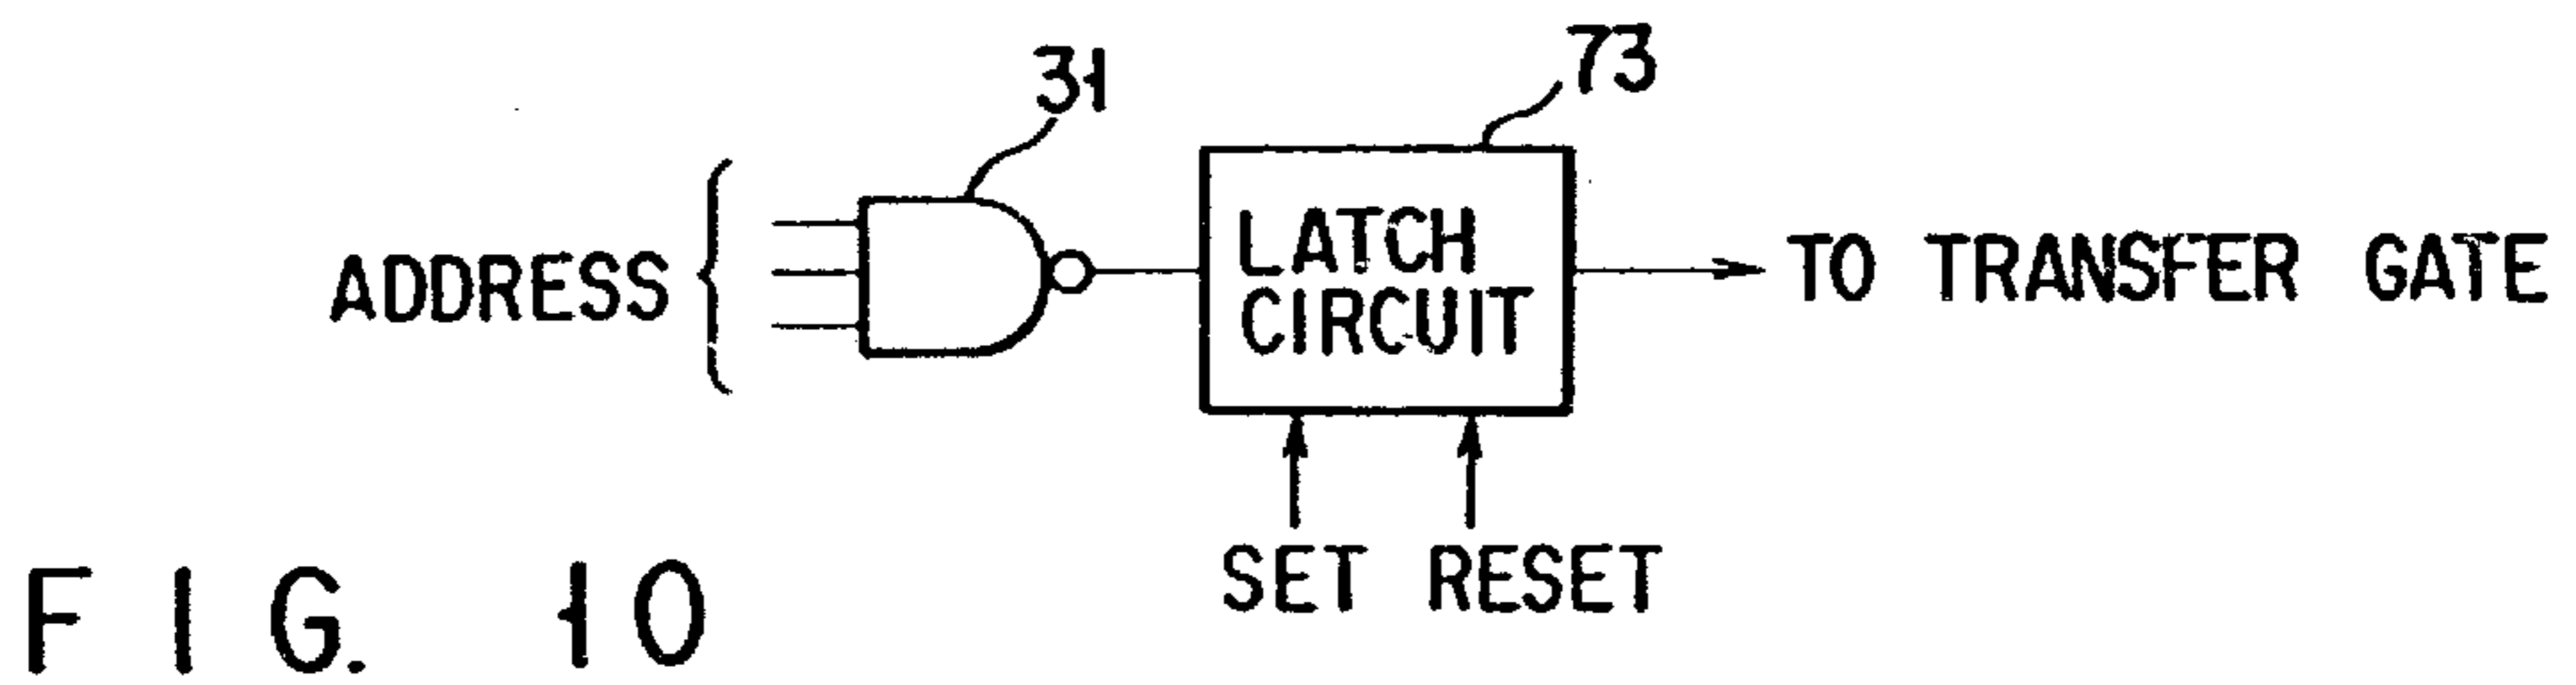 31
73
ADDRESS
LATCH
CIRCUIT
TO TRANSFER GATE
SET RESET
FIG. 10